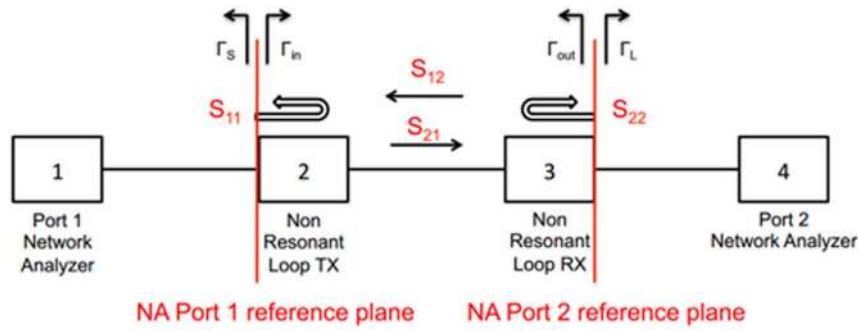 ΓS Γin Γout ΓL
S12
S11 S22
S21
1 2 3 4
Port 1 Non Non Port 2
Network Resonant Resonant Network Analyzer
Analyzer Loop TX Loop RX
NA Port 1 reference plane NA Port 2 reference plane